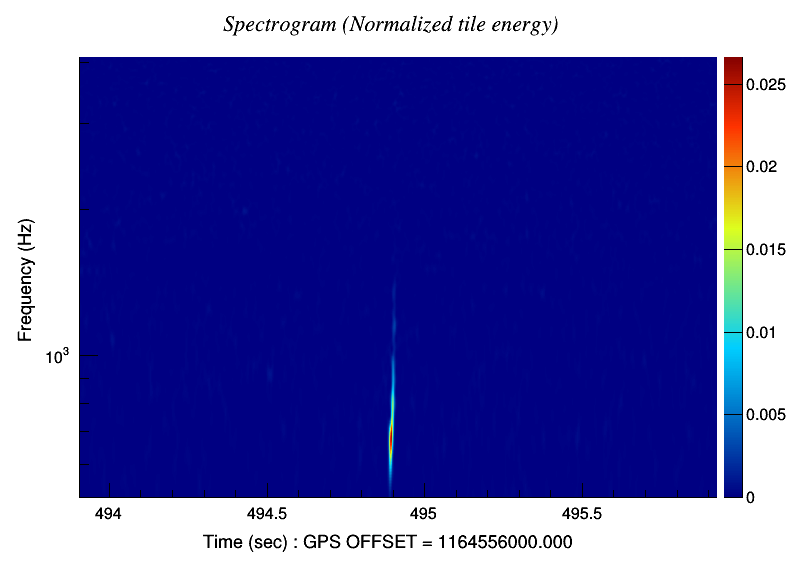 Spectrogram (Normalized tile energy)
0.025
0.02
0.015
0.01
0.005
0
Frequency (Hz)
10³
494 494.5 495 495.5
Time (sec) : GPS OFFSET = 1164556000.000